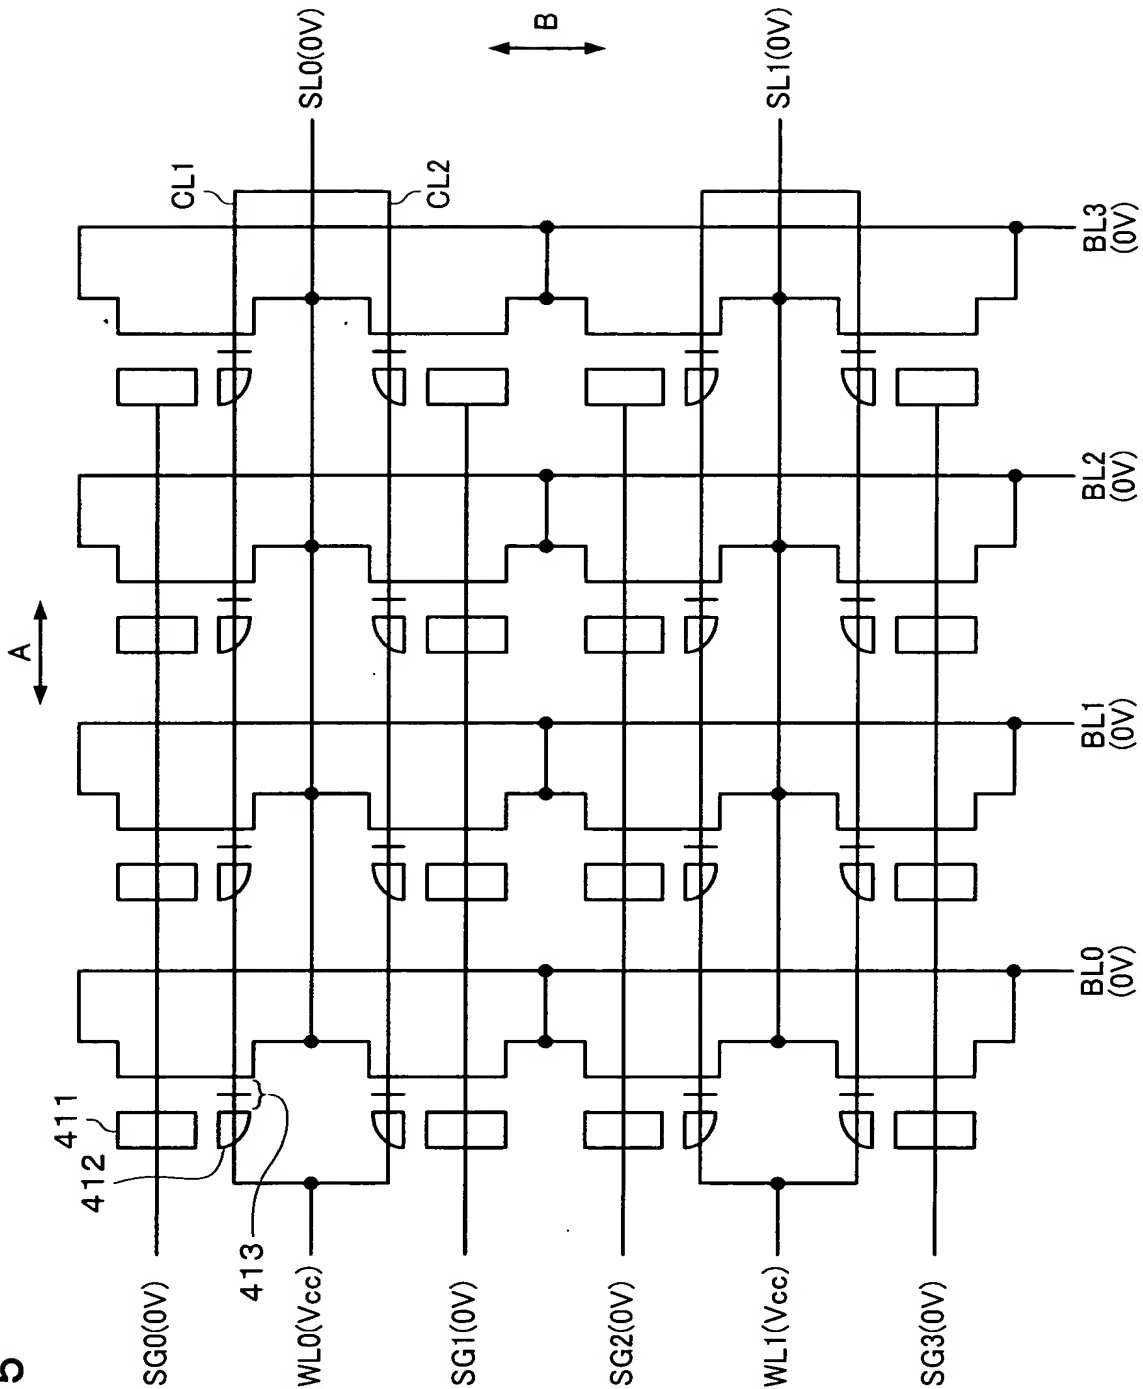 A
B
SL0(0V)
SL1(0V)
CL1
CL2
BL3
(0V)
BL2
(0V)
BL1
(0V)
BL0
(0V)
411
412
413
SG0(0V)
WL0(Vcc)
SG1(0V)
SG2(0V)
WL1(Vcc)
SG3(0V)
5